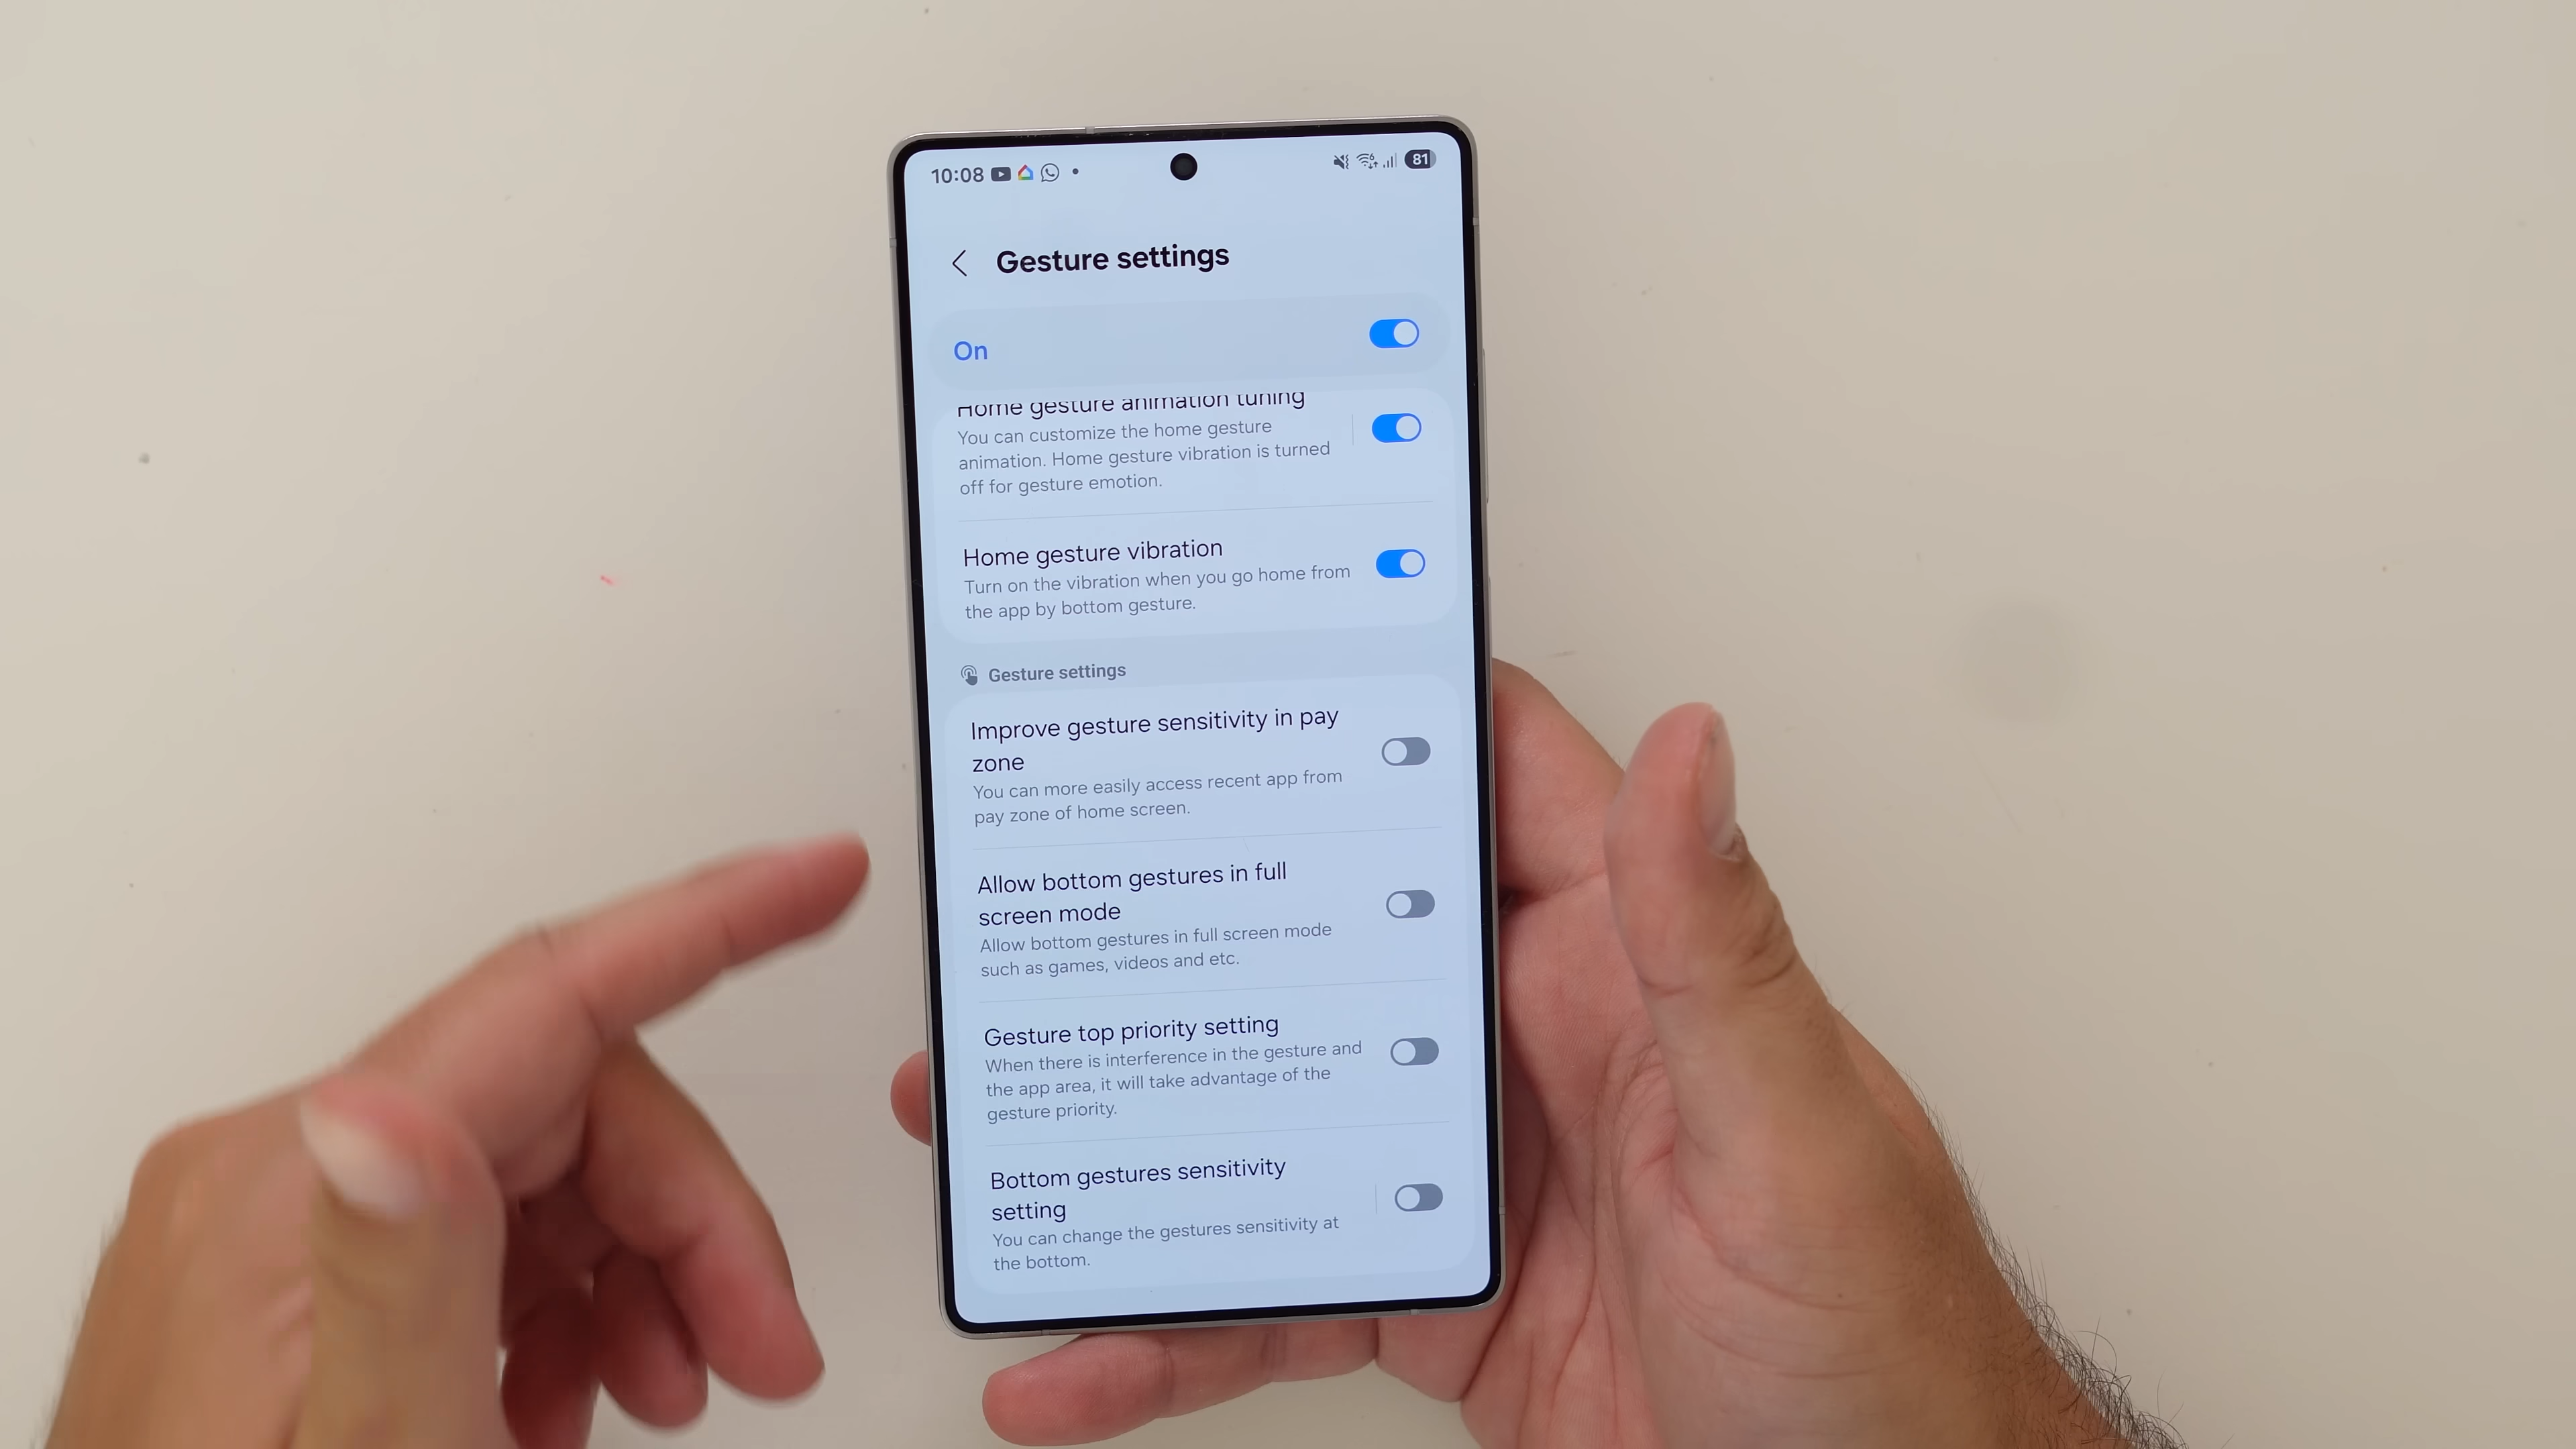 10:08
81
Gesture settings
On
Home gesture animation tuning
You can customize the home gesture
animation. Home gesture vibration is turned
off for gesture emotion.
Home gesture vibration
Turn on the vibration when you go home from
the app by bottom gesture.
Gesture settings
Improve gesture sensitivity in pay
zone
You can more easily access recent app from
pay zone of home screen.
Allow bottom gestures in full
screen mode
Allow bottom gestures in full screen mode
such as games, videos and etc.
Gesture top priority setting
When there is interference in the gesture and
the app area, it will take advantage of the
gesture priority.
Bottom gestures sensitivity
setting
You can change the gestures sensitivity at
the bottom.